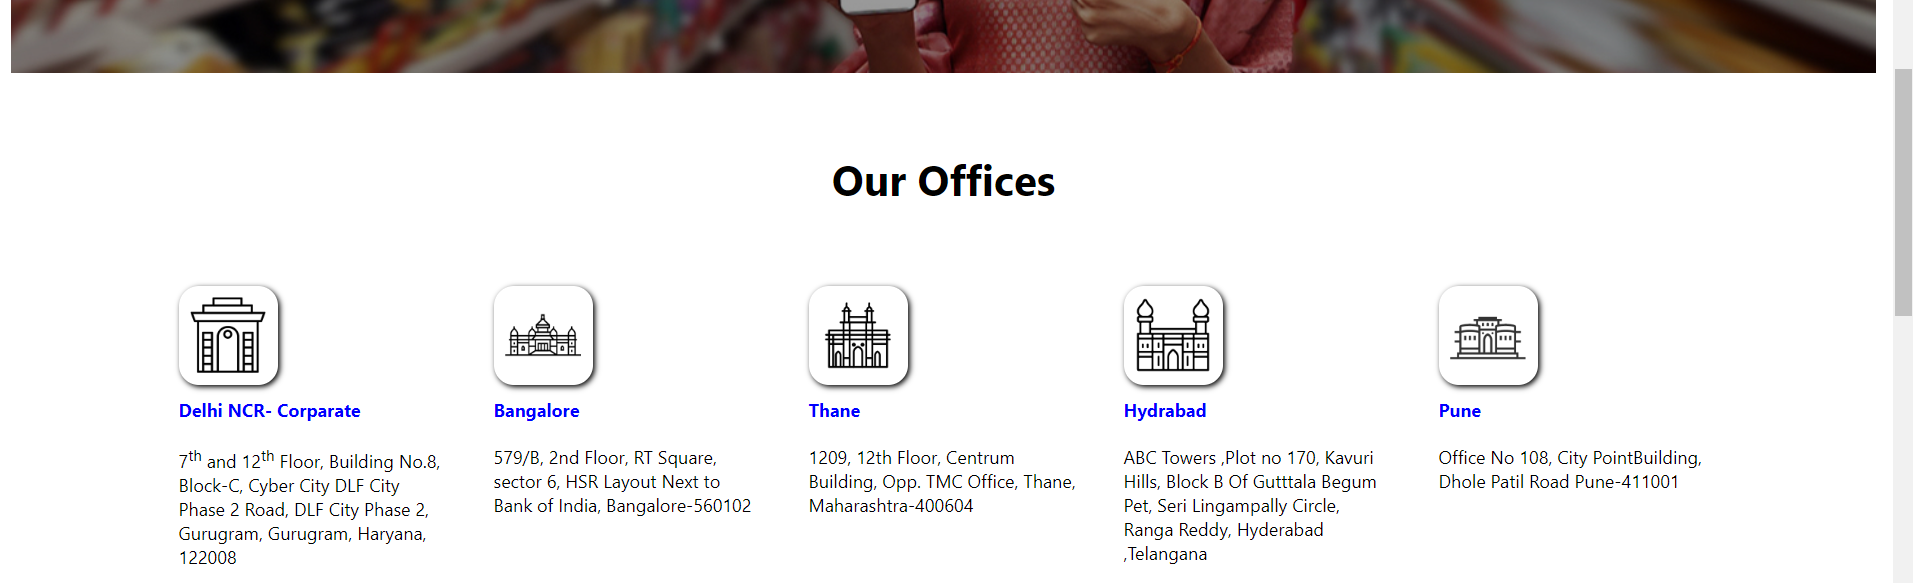 Our Offices
Delhi NCR- Corparate
7th and 12th Floor, Building No.8,
Block-C, Cyber City DLF City
Phase 2 Road, DLF City Phase 2,
Gurugram, Gurugram, Haryana,
122008
Bangalore
579/B, 2nd Floor, RT Square,
sector 6, HSR Layout Next to
Bank of India, Bangalore-560102
Thane
1209, 12th Floor, Centrum
Building, Opp. TMC Office, Thane,
Maharashtra-400604
Hydrabad
ABC Towers ,Plot no 170, Kavuri
Hills, Block B Of Gutttala Begum
Pet, Seri Lingampally Circle,
Ranga Reddy, Hyderabad
,Telangana
Pune
Office No 108, City PointBuilding,
Dhole Patil Road Pune-411001